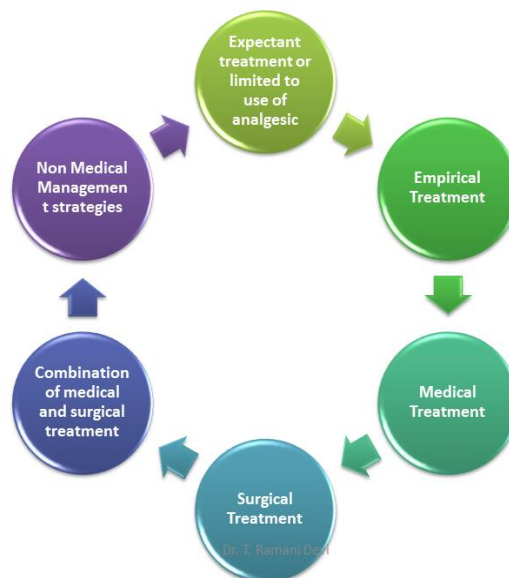 Expectant
treatment or
limited to
use of
analgesic
Empirical
Treatment
Medical
Treatment
Surgical
Treatment
Combination
of medical
and surgical
treatment
Non Medical
Managemen
t strategies
Dr. T. Ramani Devi